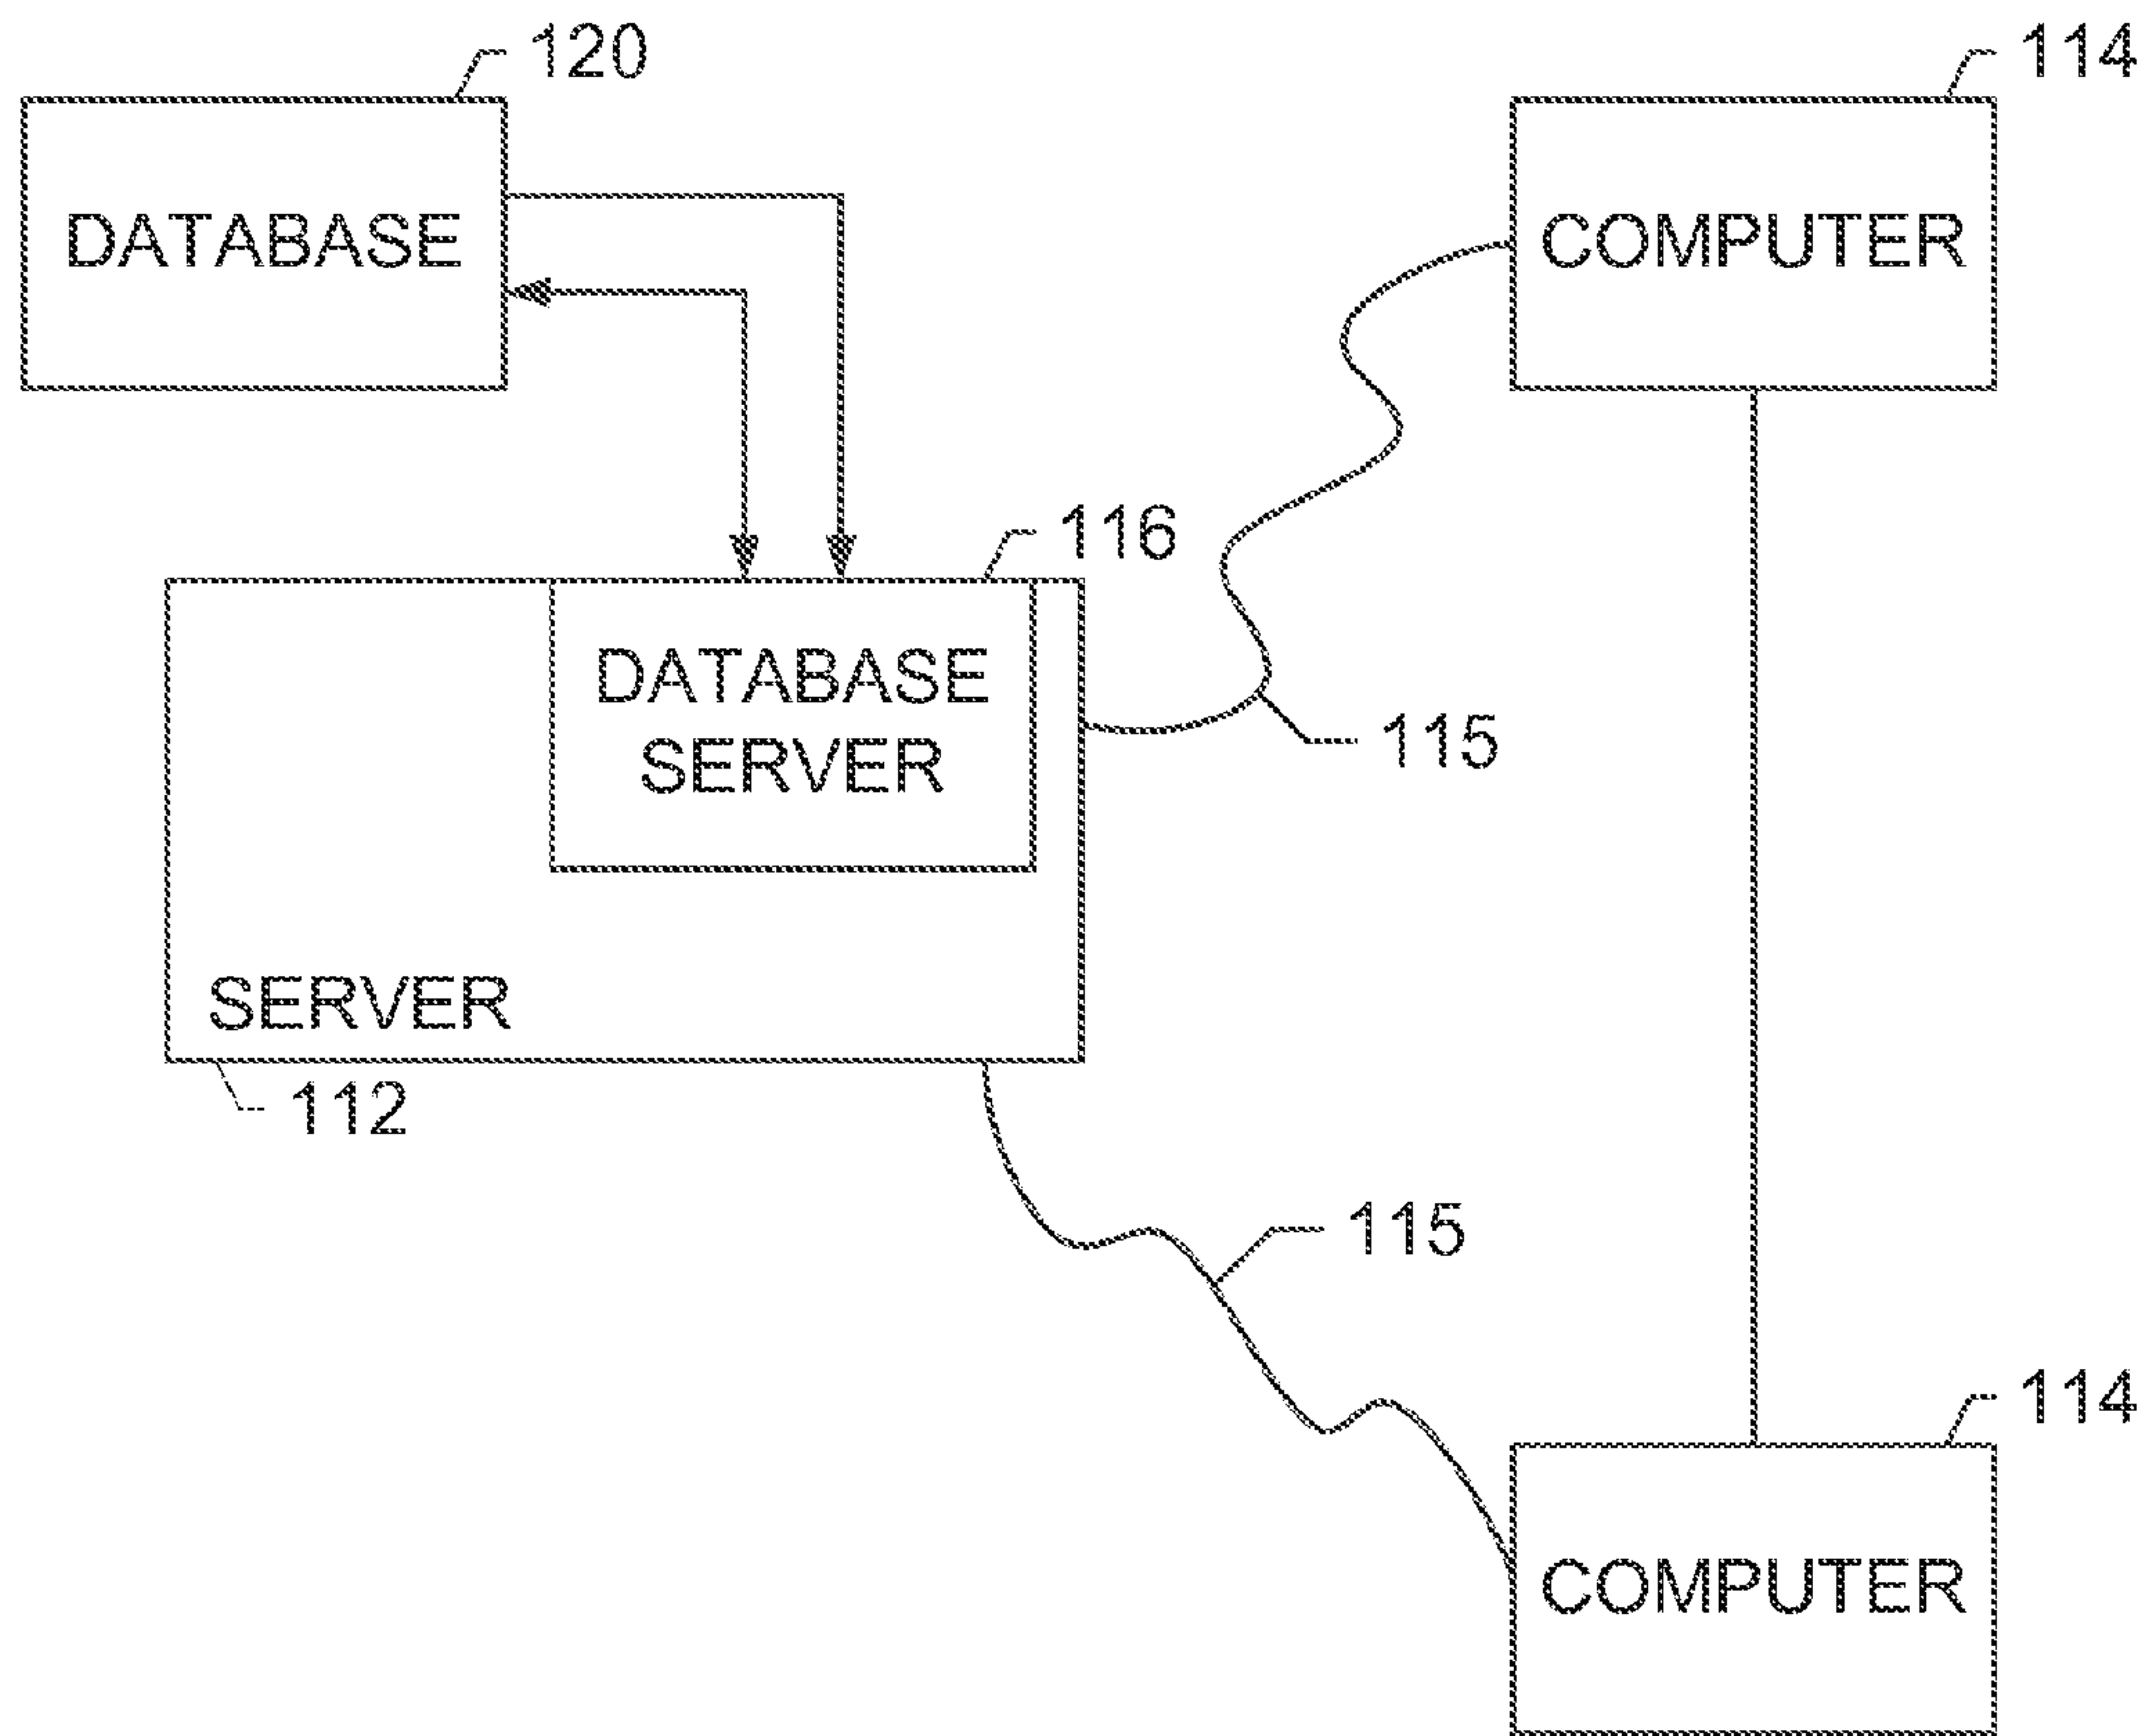 120
114
DATABASE
COMPUTER
116
DATABASE
SERVER
115
SERVER
112
115
114
COMPUTER